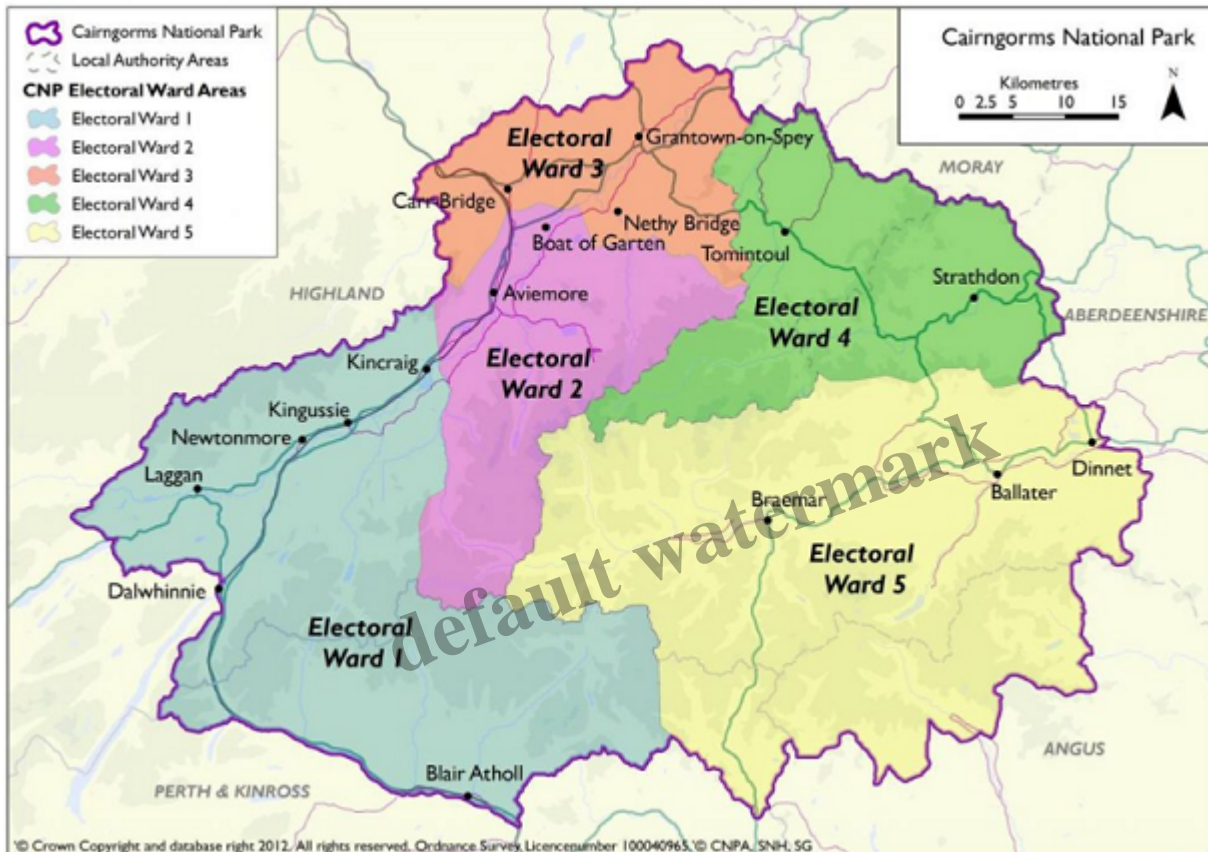 Cairngorms National Park
Local Authority Areas
CNP Electoral Ward Areas
Electoral Ward 1
Electoral Ward 2
Electoral Ward 3
Electoral Ward 4
Electoral Ward 5
Cairngorms National Park
Kilometres
0 2.5 5 10 15
N
Electoral
Ward 3
Grantown-on-Spey
MORAY
Carr-Bridge
Nethy Bridge
Boat of Garten
Tomintoul
Strathdon
HIGHLAND
Aviemore
Electoral
Ward 4
ABERDEENSHIRE
Kincraig
Electoral
Ward 2
Kingussie
Newtonmore
Laggan
Dinnet
Ballater
Braemar
Electoral
Ward 5
Dalwhinnie
Electoral
Ward 1
default watermark
ANGUS
Blair Atholl
PERTH & KINROSS
'© Crown Copyright and database right 2012. All rights reserved. Ordnance Survey Licencenumber 100040965.'© CNPA, SNH, SG